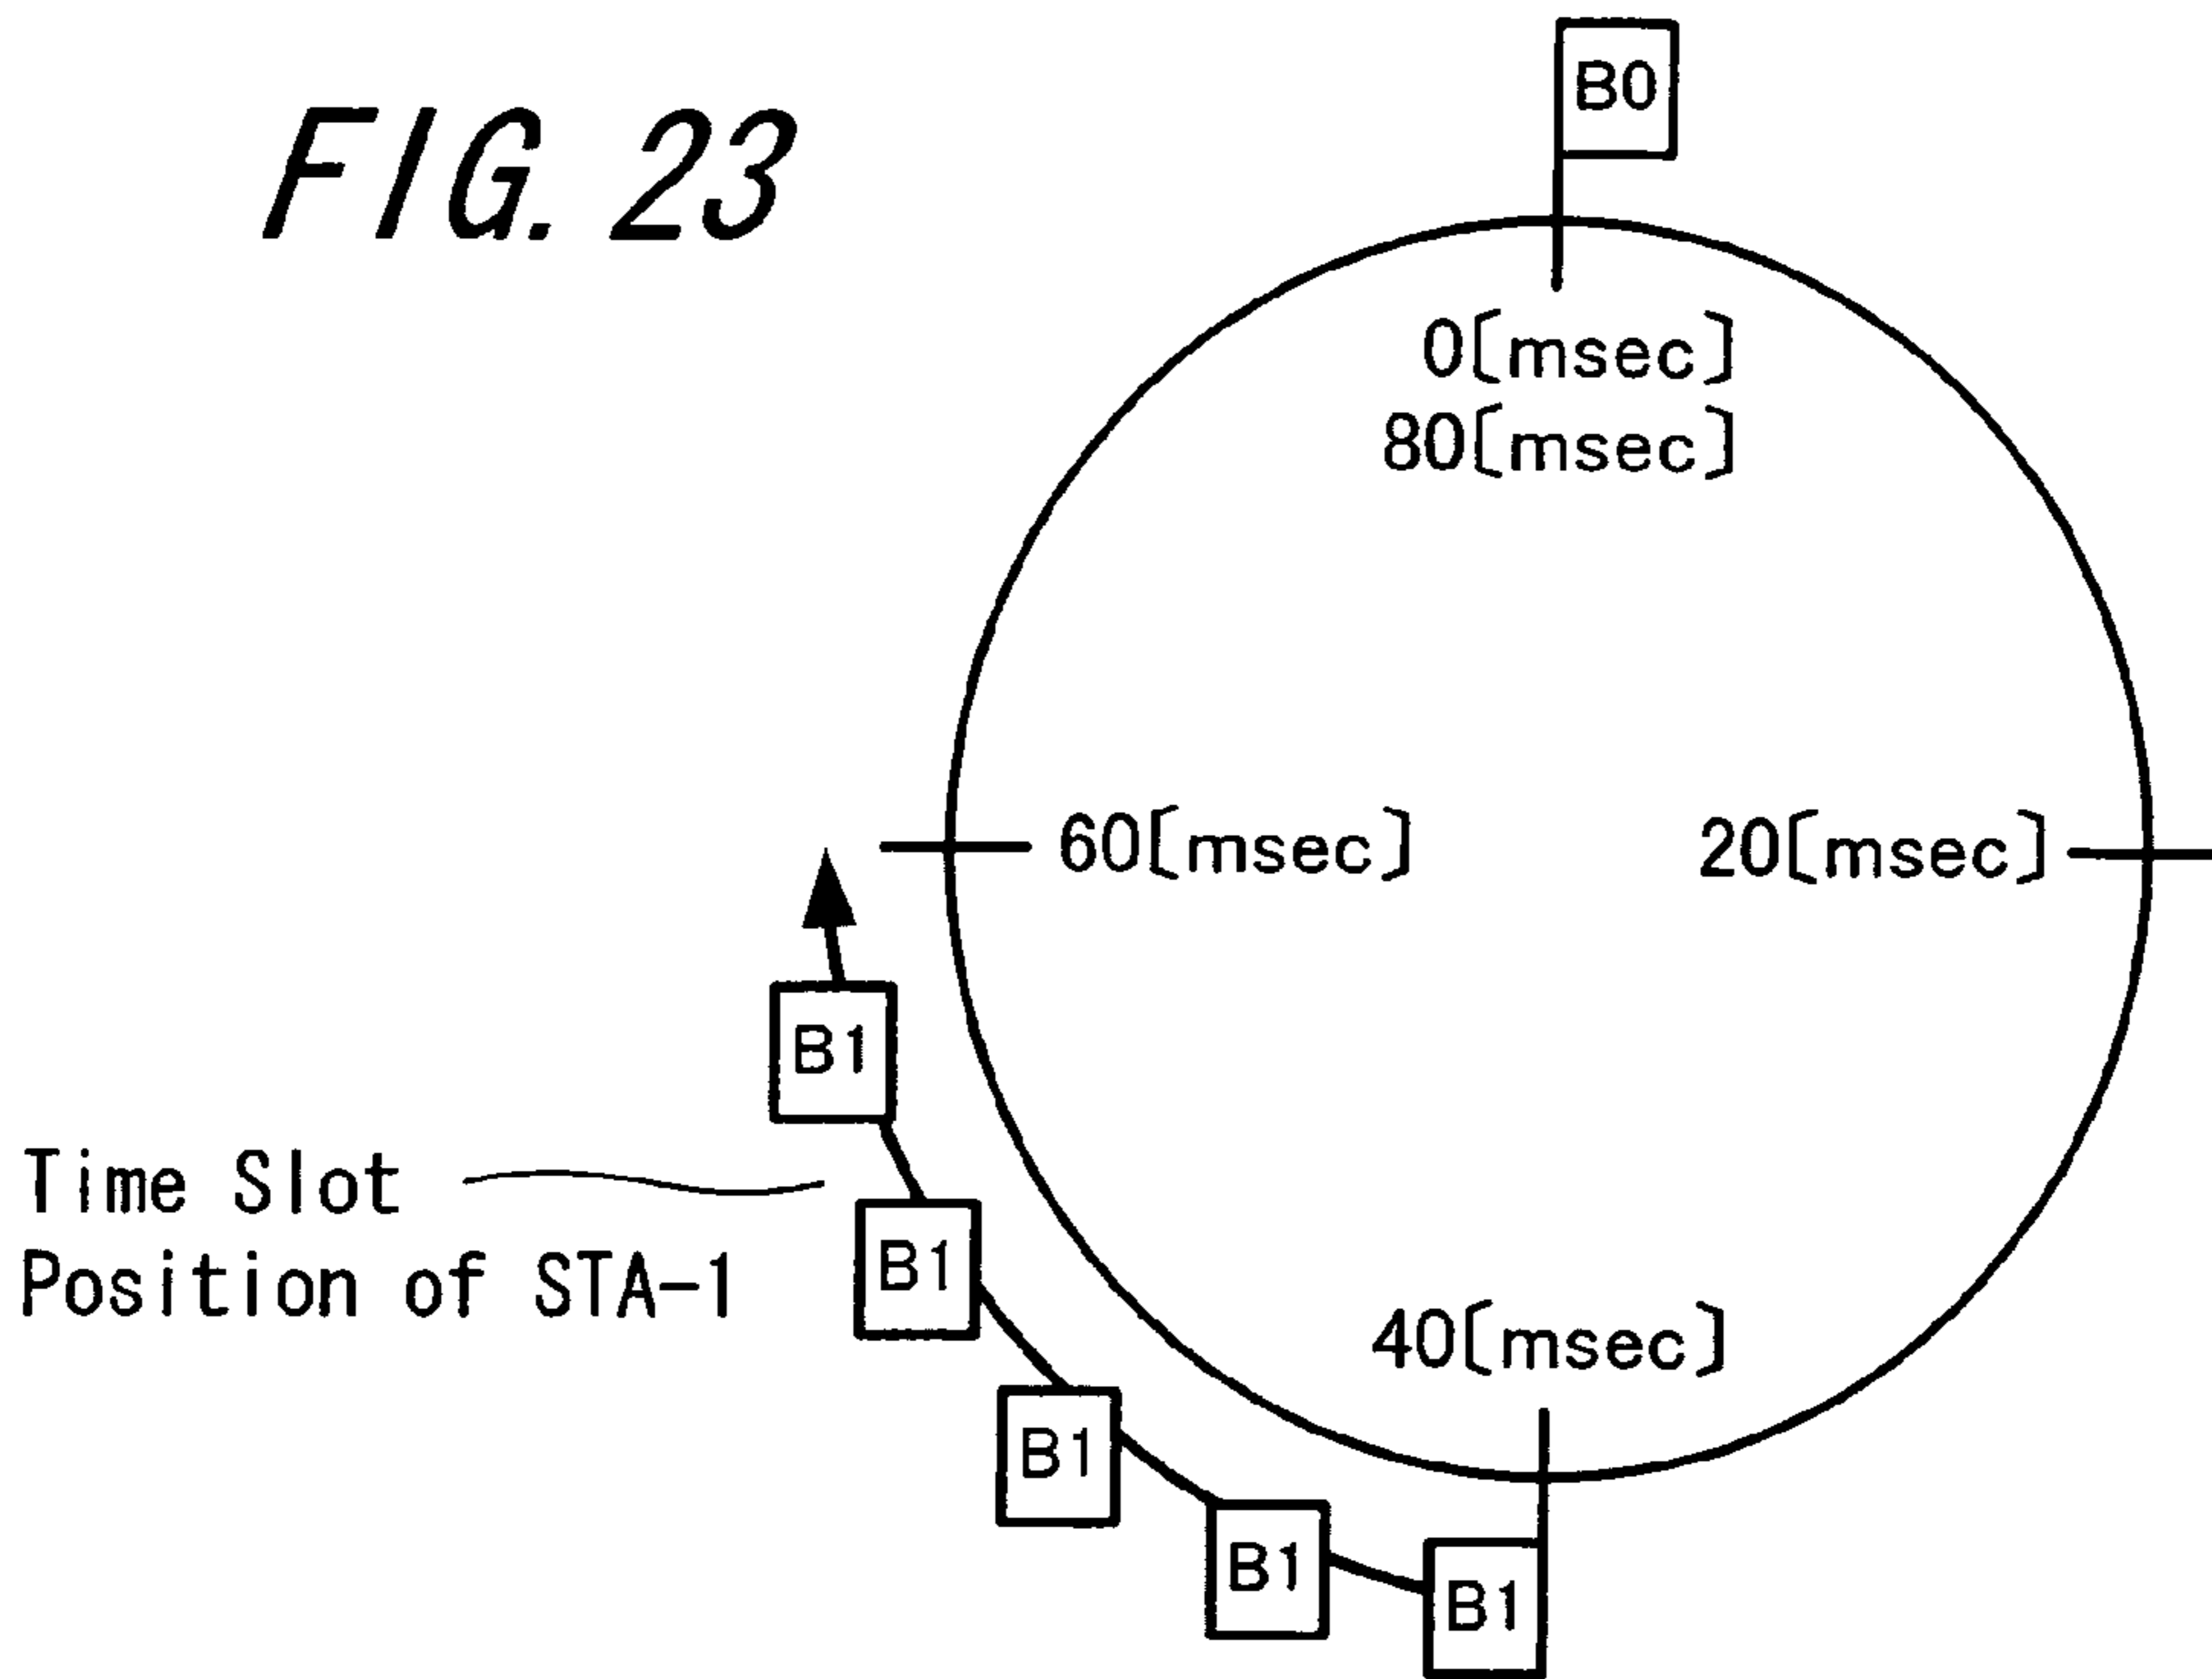 FIG. 23
B0
0[msec]
80[msec]
60[msec]
20[msec]
B1
Time Slot
Position of STA-1
B1
40[msec]
B1
B1
B1